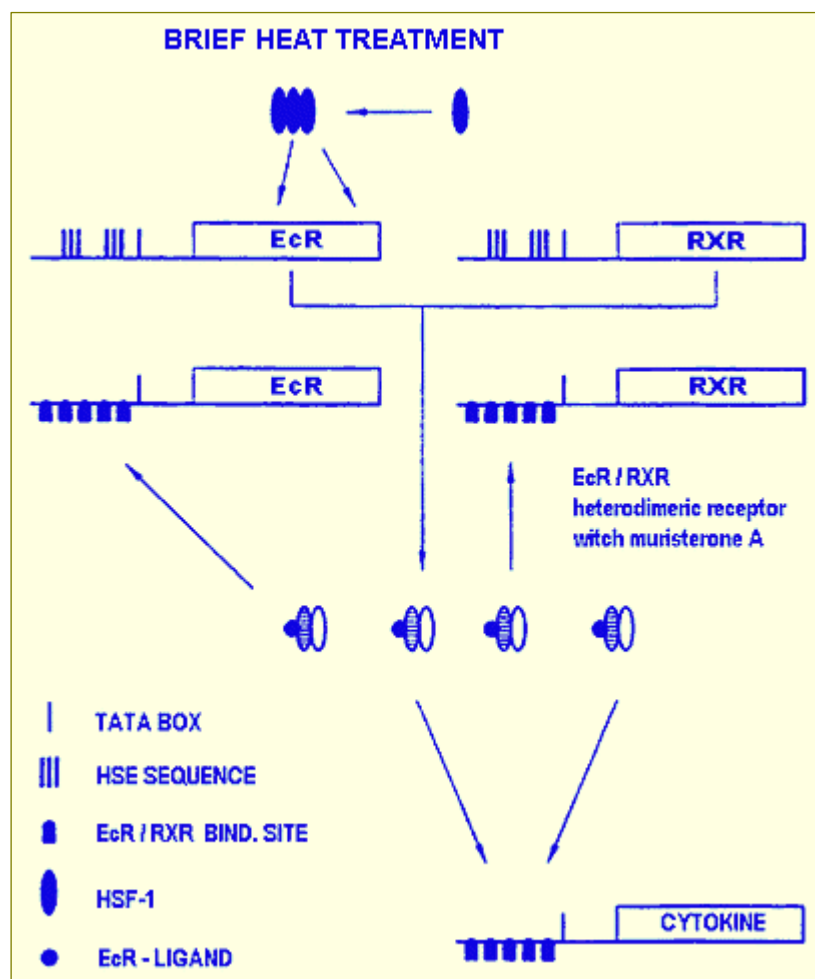 BRIEF HEAT TREATMENT
EcR
RXR
EcR
RXR
EcR / RXR
heterodimeric receptor
witch muristerone A
TATA BOX
HSE SEQUENCE
EcR / RXR BIND. SITE
HSF-1
EcR - LIGAND
CYTOKINE